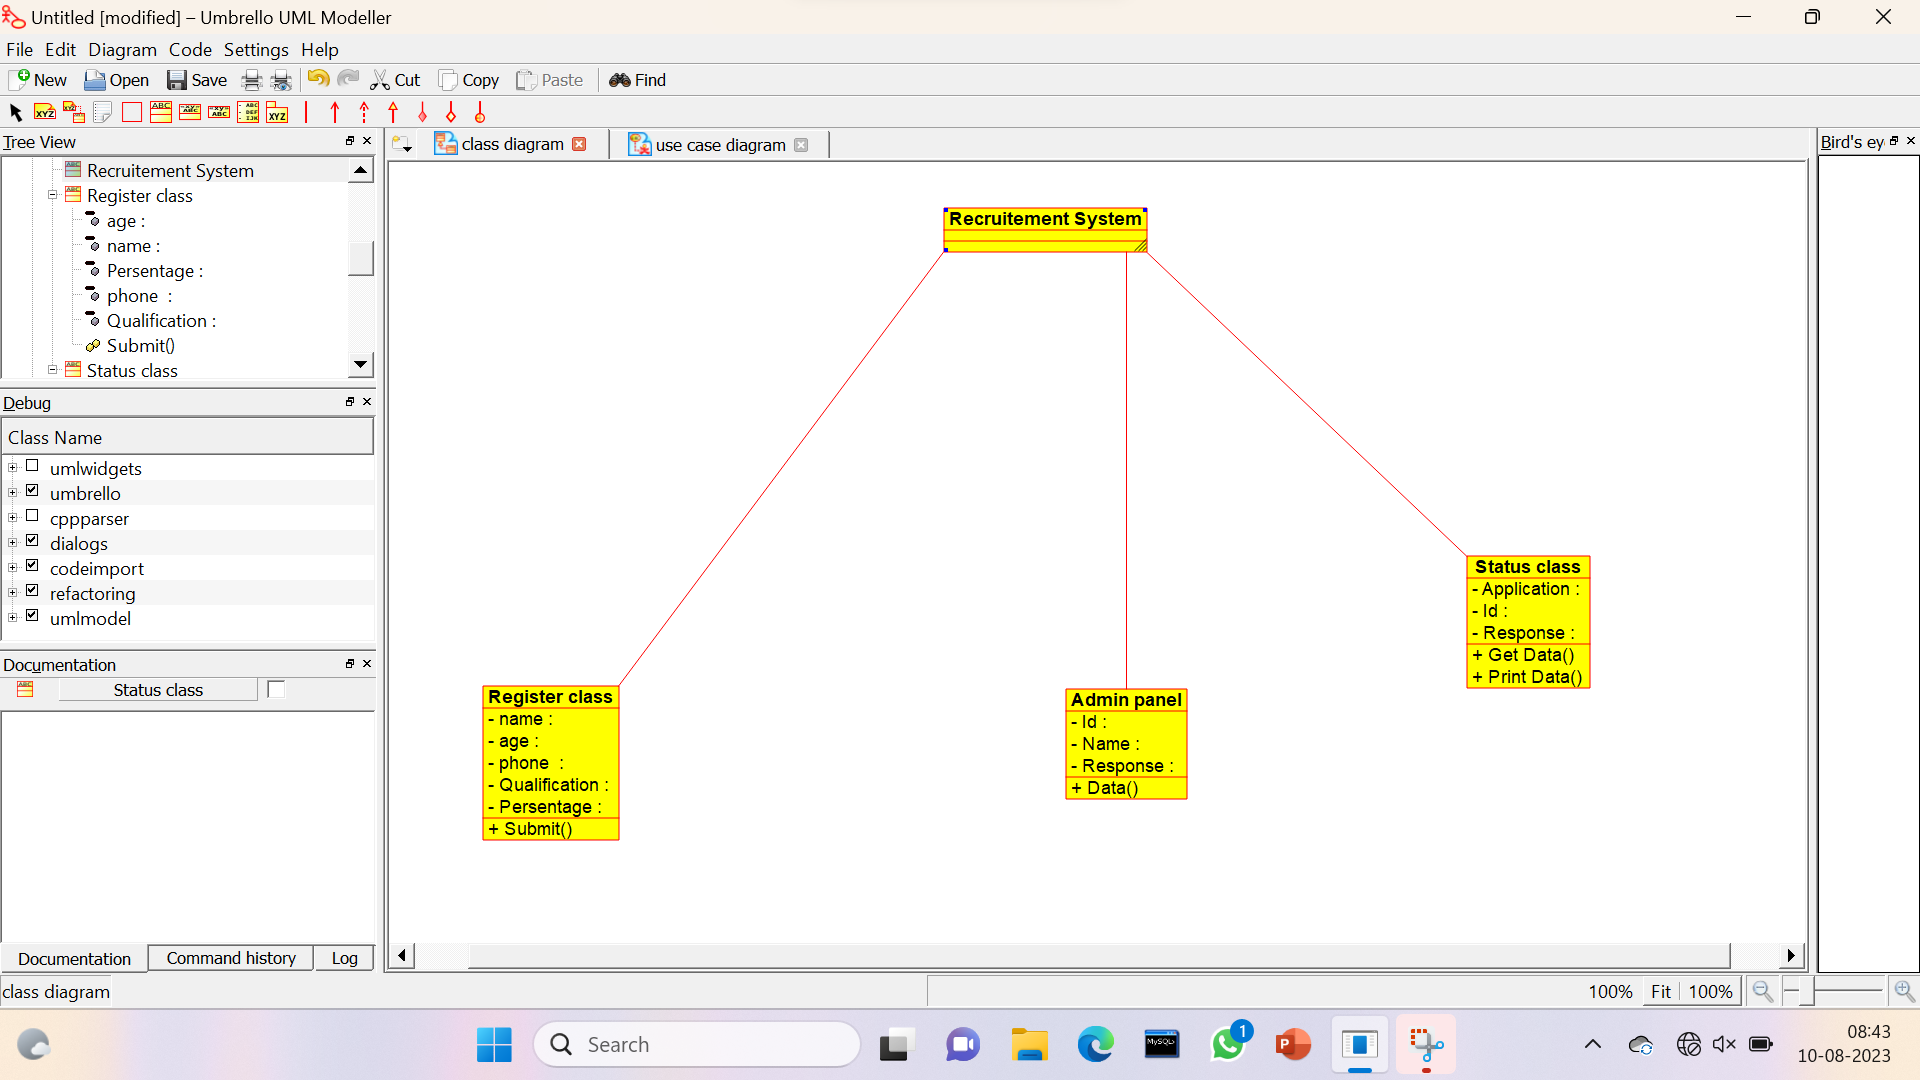 Untitled [modified] – Umbrello UML Modeller
File Edit Diagram Code Settings Help
New Open Save Cut Copy Paste Find
Tree View
class diagram
use case diagram
Bird's ey
Recruitement System
Register class
age :
name :
Persentage :
phone  :
Qualification :
Submit()
Status class
Debug
Class Name
umlwidgets
umbrello
cppparser
dialogs
codeimport
refactoring
umlmodel
Documentation
Status class
Documentation Command history Log
Recruitement System
Register class
- name :
- age :
- phone  :
- Qualification :
- Persentage :
+ Submit()
Admin panel
- Id :
- Name :
- Response :
+ Data()
Status class
- Application :
- Id :
- Response :
+ Get Data()
+ Print Data()
class diagram
100% Fit 100%
Search
MySQL
1
P
08:43
10-08-2023